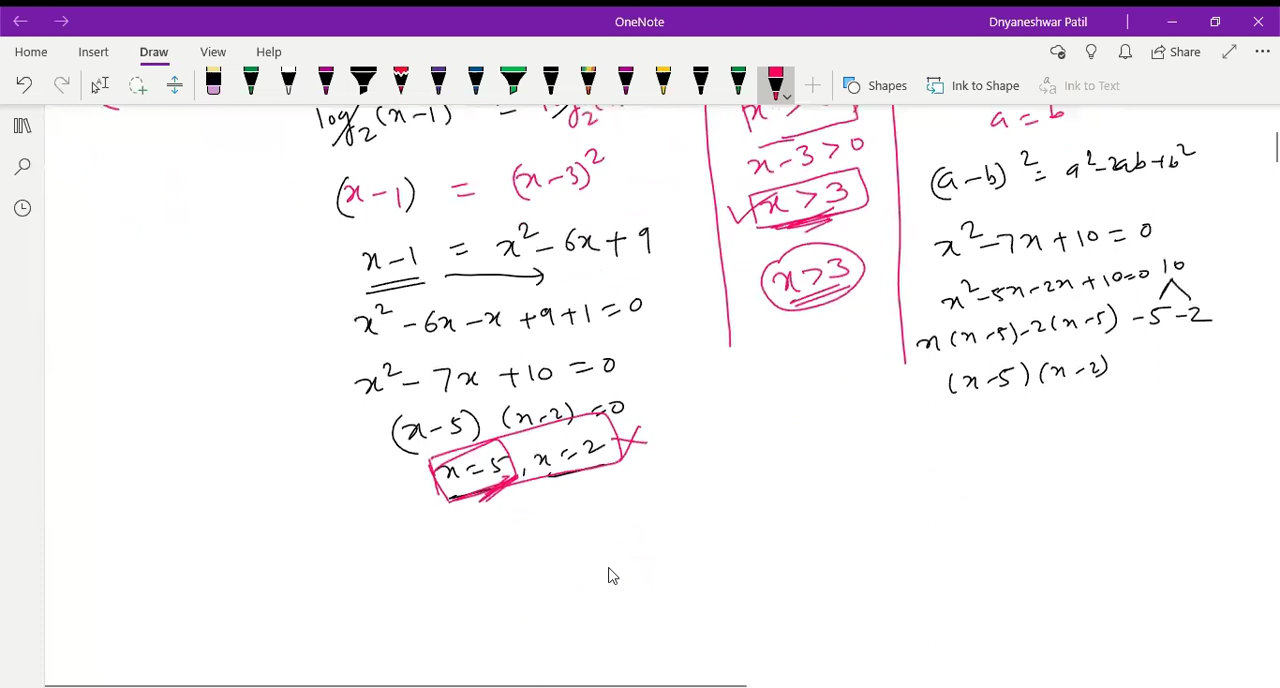 OneNote
Dnyaneshwar Patil
Home Insert Draw View Help
Share
Shapes
Ink to Shape
Ink to Text
log₂(x-1) =
(x-1) = (x-3)²
x-1 = x²-6x+9
x²-6x-x+9+1=0
x²-7x+10=0
(x-5) (x-2)=0
x=5, x=2
x-3>0
x>3
x>3
a=b
(a-b)² = a²-2ab+b²
x²-7x+10=0
x²-5x-2x+10=0
10
x(x-5)-2(x-5)
-5 -2
(x-5)(x-2)